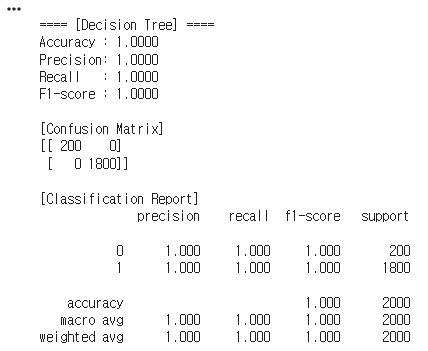 •••
==== [Decision Tree] ====
Accuracy : 1.0000
Precision: 1.0000
Recall   : 1.0000
F1-score : 1.0000

[Confusion Matrix]
[[ 200    0]
 [   0 1800]]

[Classification Report]
              precision    recall  f1-score   support

           0      1.000     1.000     1.000       200
           1      1.000     1.000     1.000      1800

    accuracy                          1.000      2000
   macro avg      1.000     1.000     1.000      2000
weighted avg      1.000     1.000     1.000      2000